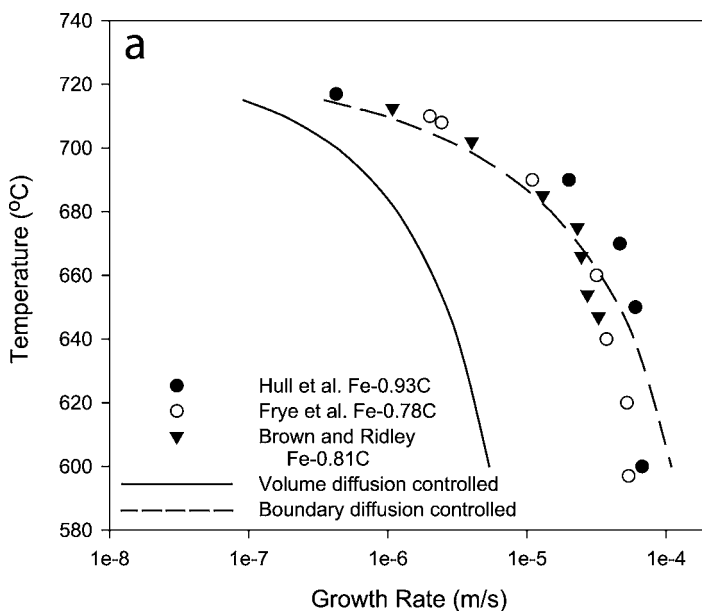 a
740
720
700
680
660
640
620
600
580
Temperature (ºC)
Hull et al. Fe-0.93C
Frye et al. Fe-0.78C
Brown and Ridley
Fe-0.81C
Volume diffusion controlled
Boundary diffusion controlled
1e-8 1e-7 1e-6 1e-5 1e-4
Growth Rate (m/s)